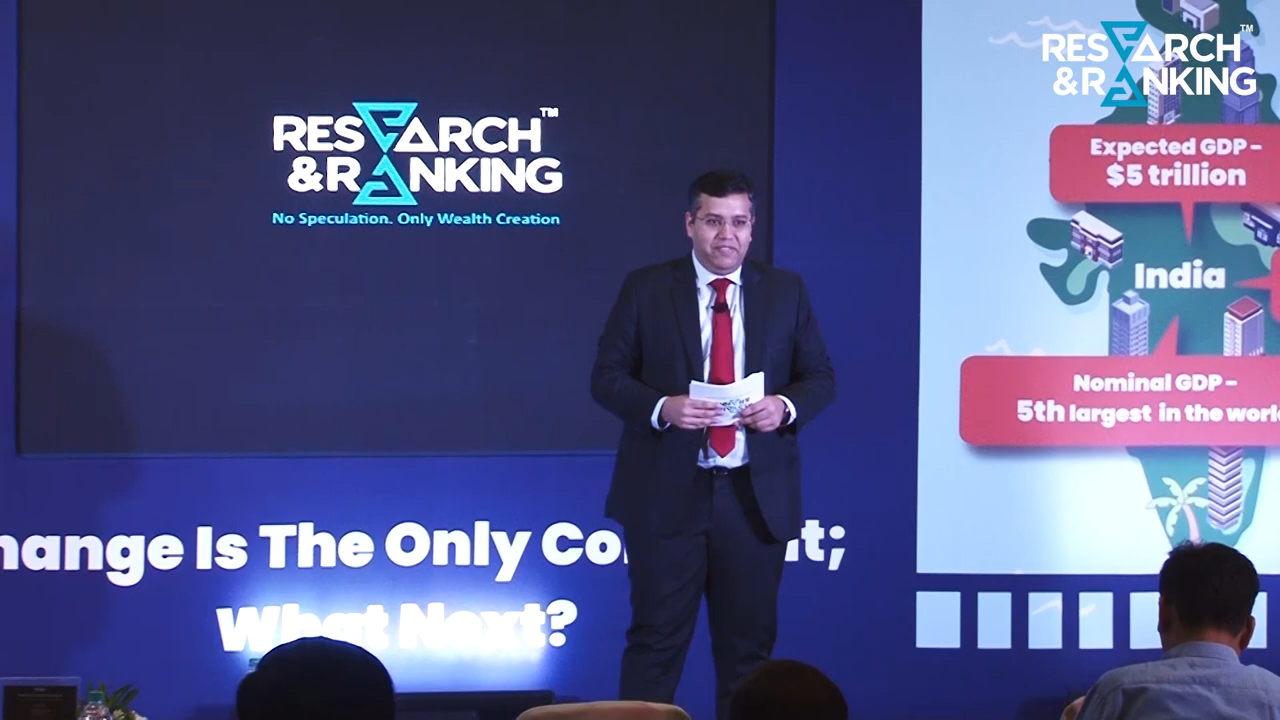 RESEARCH™
&RANKING
No Speculation. Only Wealth Creation
hange Is The Only Co t;
What Next?
RESEARCH™
&RANKING
Expected GDP –
$5 trillion
India
Nominal GDP –
5th largest in the worl